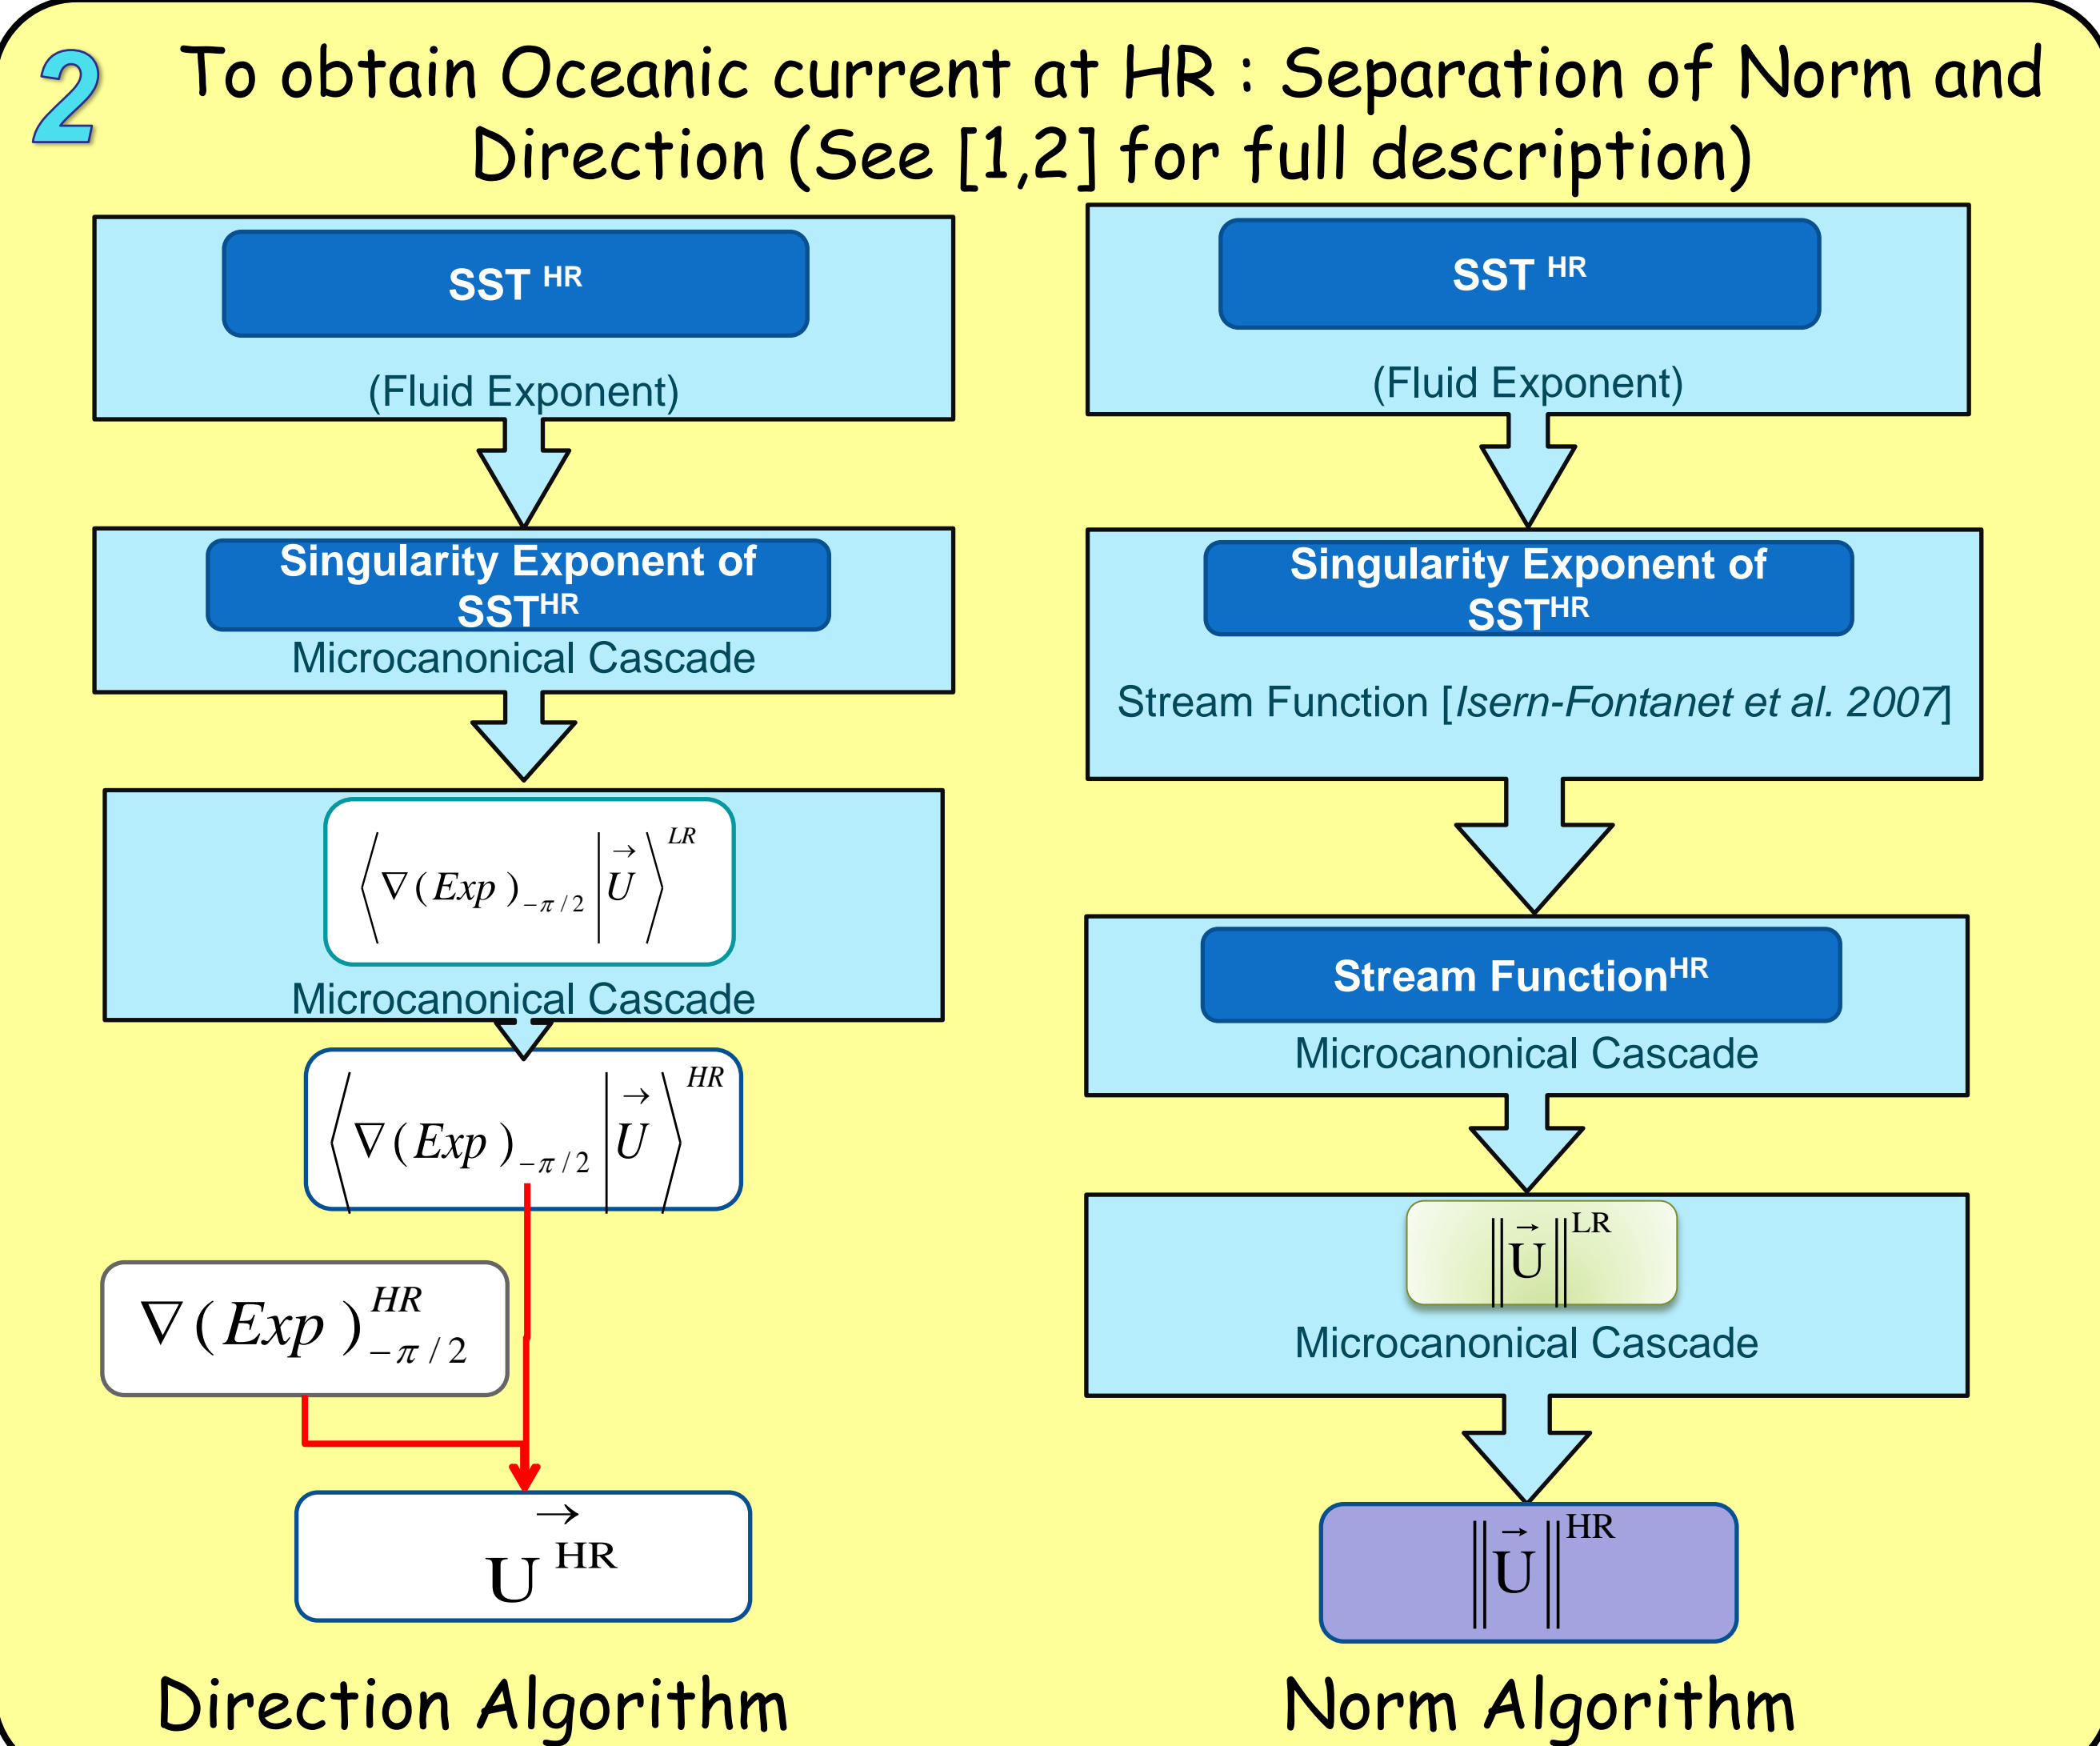 2
To obtain Oceanic current at HR : Separation of Norm and
Direction (See [1,2] for full description)
SST HR
(Fluid Exponent)
Singularity Exponent of
SSTHR
Microcanonical Cascade
⟨∇(Exp)−π/2|U→⟩LR
Microcanonical Cascade
⟨∇(Exp)−π/2|U→⟩HR
∇(Exp)HR−π/2
U→HR
Direction Algorithm
SST HR
(Fluid Exponent)
Singularity Exponent of
SSTHR
Stream Function [Isern-Fontanet et al. 2007]
Stream FunctionHR
Microcanonical Cascade
‖U→‖LR
Microcanonical Cascade
‖U→‖HR
Norm Algorithm